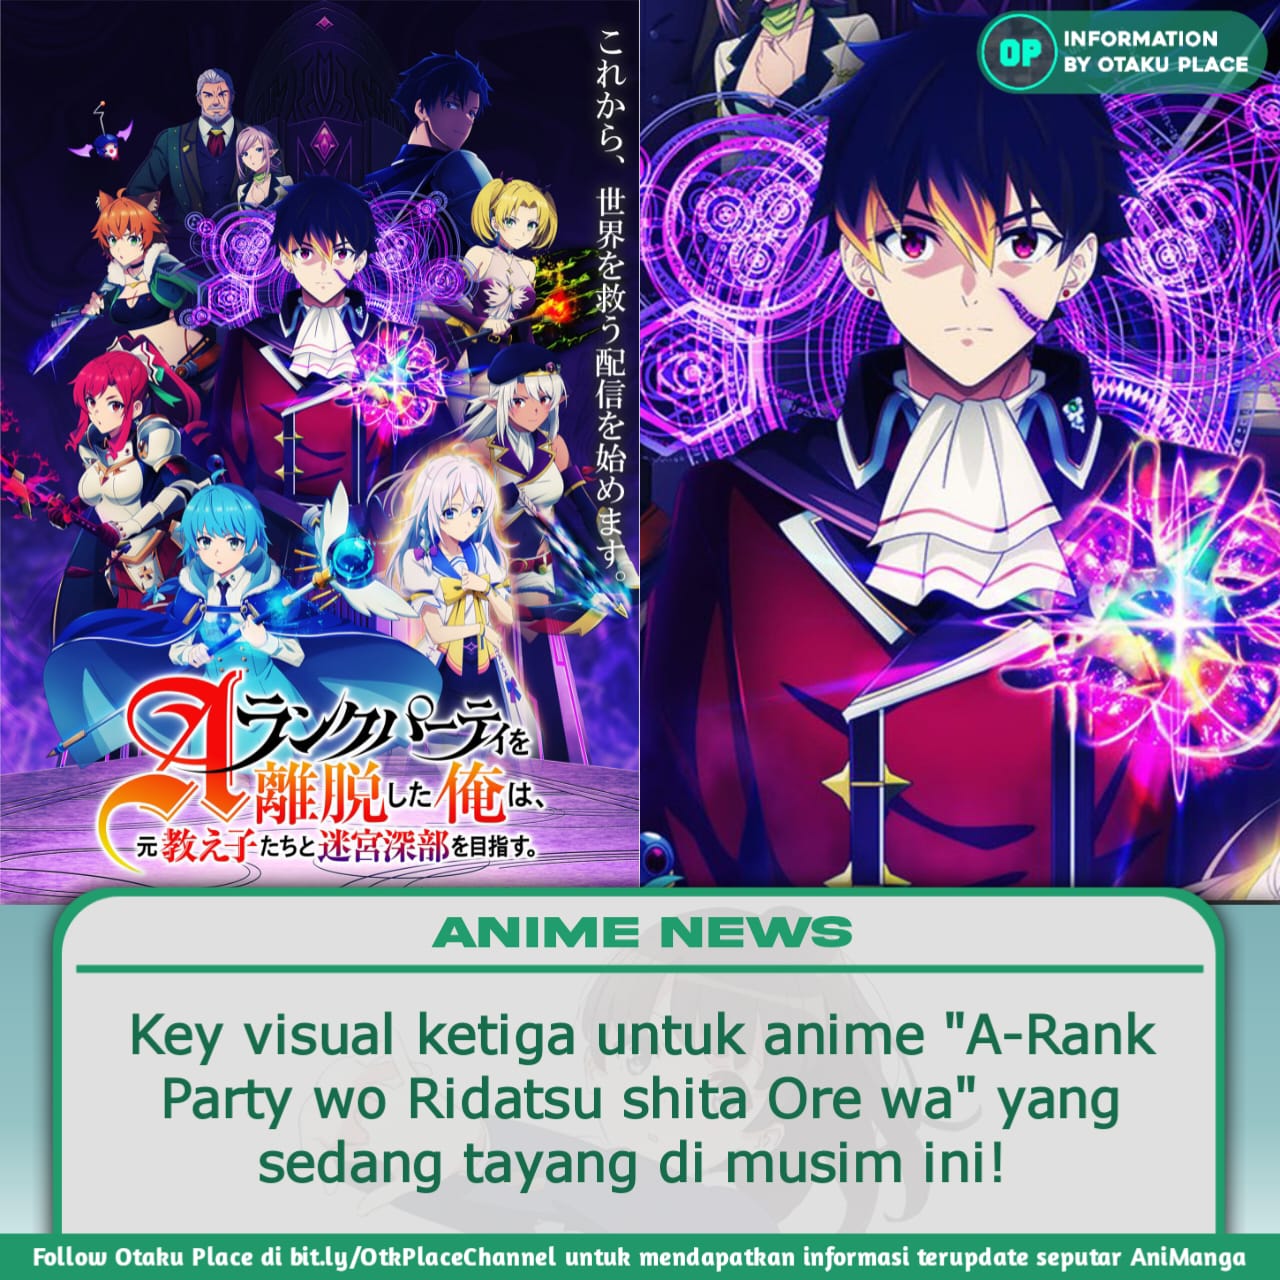 OP
INFORMATION
BY OTAKU PLACE
これから、世界を救う配信を始めます。
Aランクパーティを
離脱した俺は、
元教え子たちと迷宮深部を目指す。
ANIME NEWS
Key visual ketiga untuk anime "A-Rank
Party wo Ridatsu shita Ore wa" yang
sedang tayang di musim ini!
Follow Otaku Place di bit.ly/OtkPlaceChannel untuk mendapatkan informasi terupdate seputar AniManga